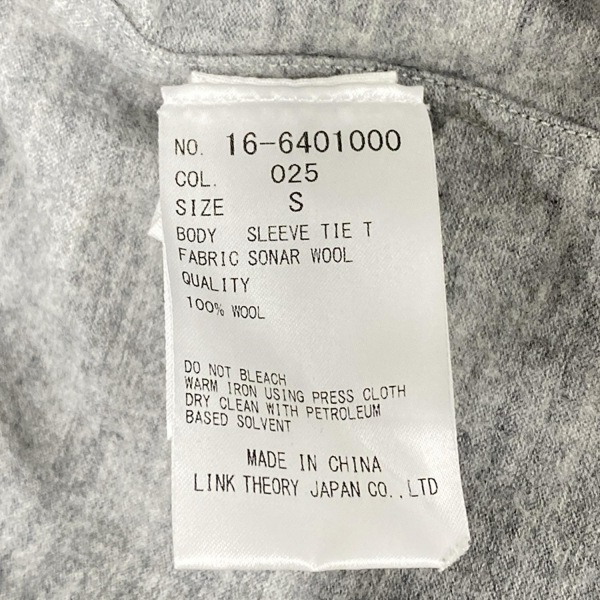 NO. 16-6401000
COL. 025
SIZE S
BODY SLEEVE TIE T
FABRIC SONAR WOOL
QUALITY
100% WOOL
DO NOT BLEACH
WARM IRON USING PRESS CLOTH
DRY CLEAN WITH PETROLEUM
BASED SOLVENT
MADE IN CHINA
LINK THEORY JAPAN CO.,LTD